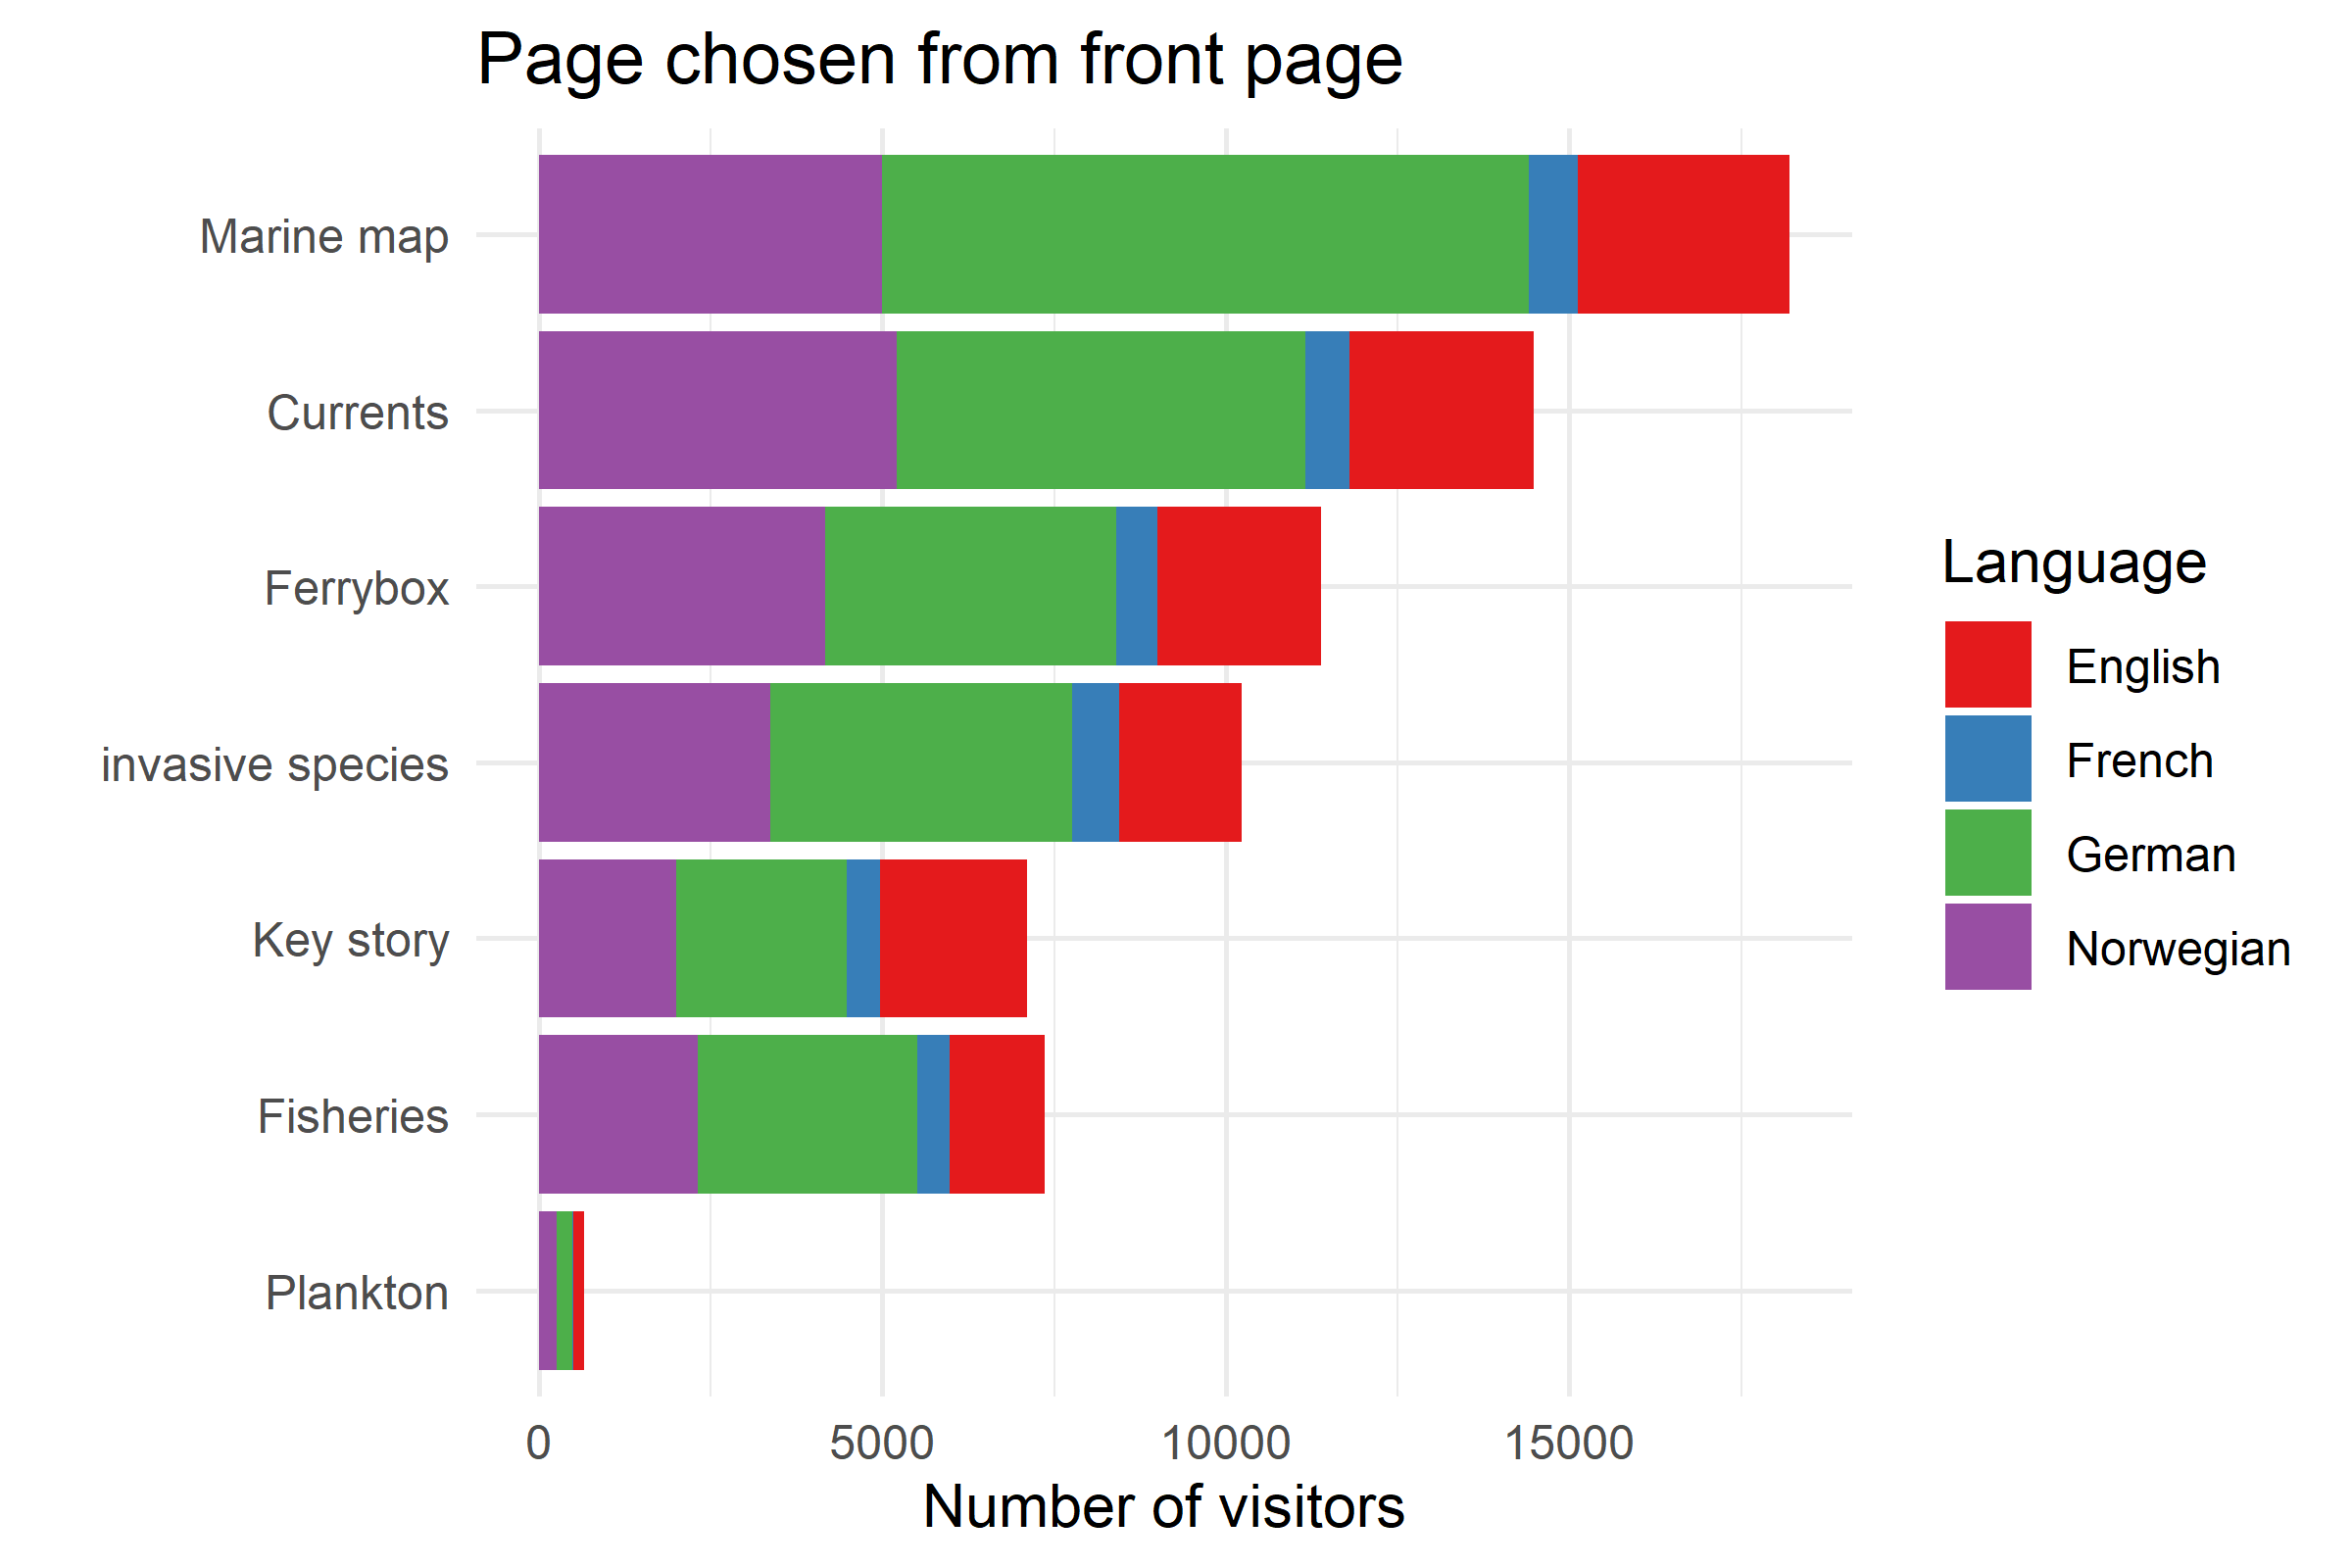 Page chosen from front page
Marine map
Currents
Ferrybox
invasive species
Key story
Fisheries
Plankton
0 5000 10000 15000
Number of visitors
Language
English
French
German
Norwegian